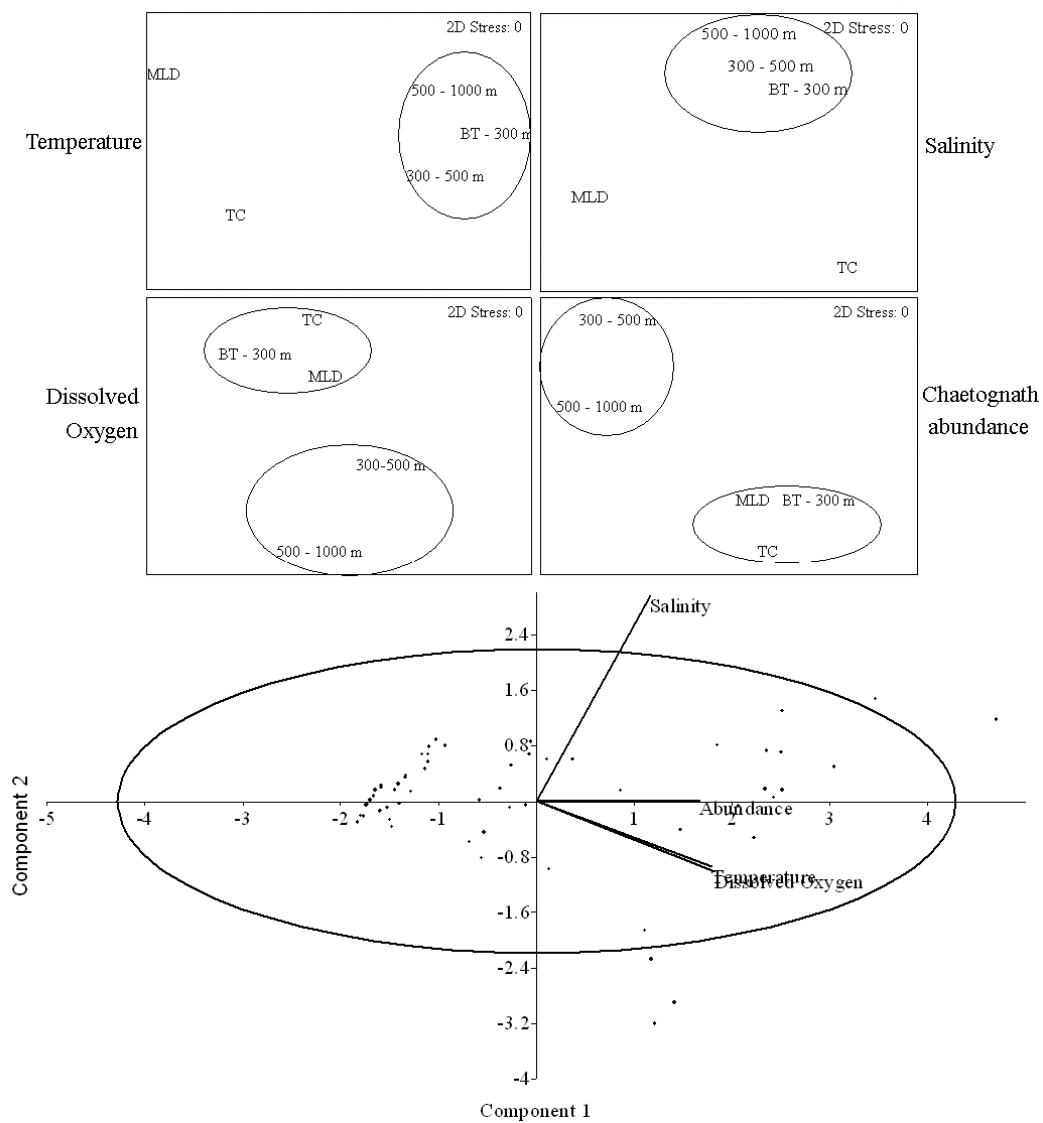 2D Stress: 0
MLD
500 - 1000 m
BT - 300 m
300 - 500 m
TC
Temperature
2D Stress: 0
500 - 1000 m
300 - 500 m
BT - 300 m
MLD
TC
Salinity
2D Stress: 0
TC
BT - 300 m
MLD
300-500 m
500 - 1000 m
Dissolved
Oxygen
2D Stress: 0
300 - 500 m
500 - 1000 m
MLD BT - 300 m
TC
Chaetognath
abundance
Salinity
2.4
1.6
0.8
-5 -4 -3 -2 -1 1 2 3 4
Abundance
-0.8
Temperature
Dissolved Oxygen
-1.6
-2.4
-3.2
-4
Component 2
Component 1